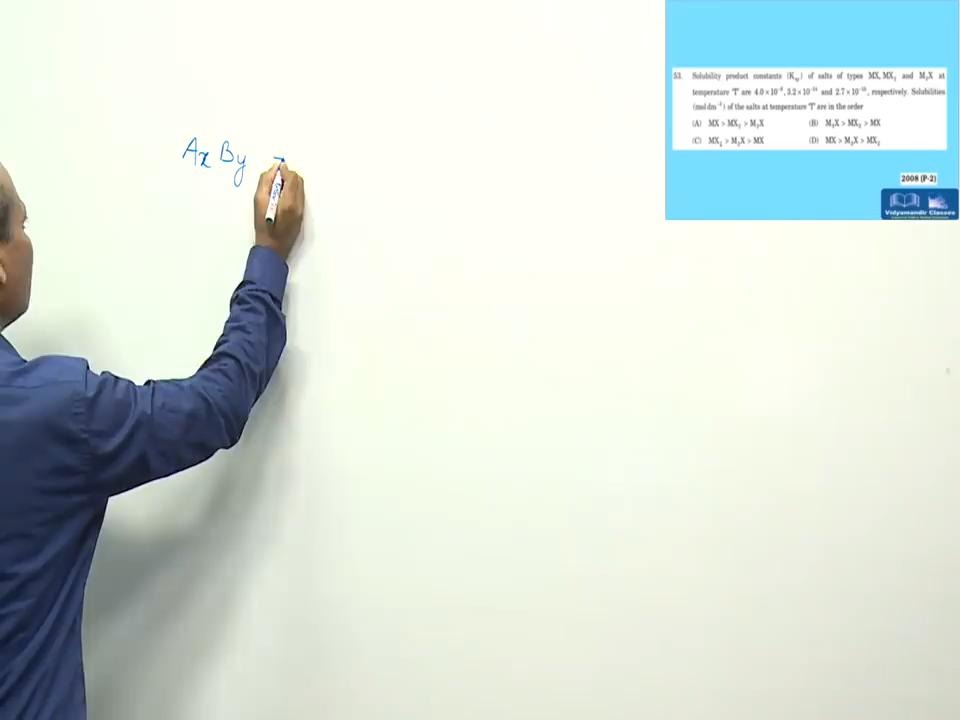 AxBy
53. Solubility product constants (Ksp) of salts of types MX, MX₂ and M₃X at
temperature 'T' are 4.0 × 10⁻⁸, 3.2 × 10⁻¹⁴ and 2.7 × 10⁻¹⁵, respectively. Solubilities
(mol dm⁻³) of the salts at temperature 'T' are in the order
(A) MX > MX₂ > M₃X (B) M₃X > MX₂ > MX
(C) MX₂ > M₃X > MX (D) MX > M₃X > MX₂
2008 (P-2)
Vidyamandir Classes